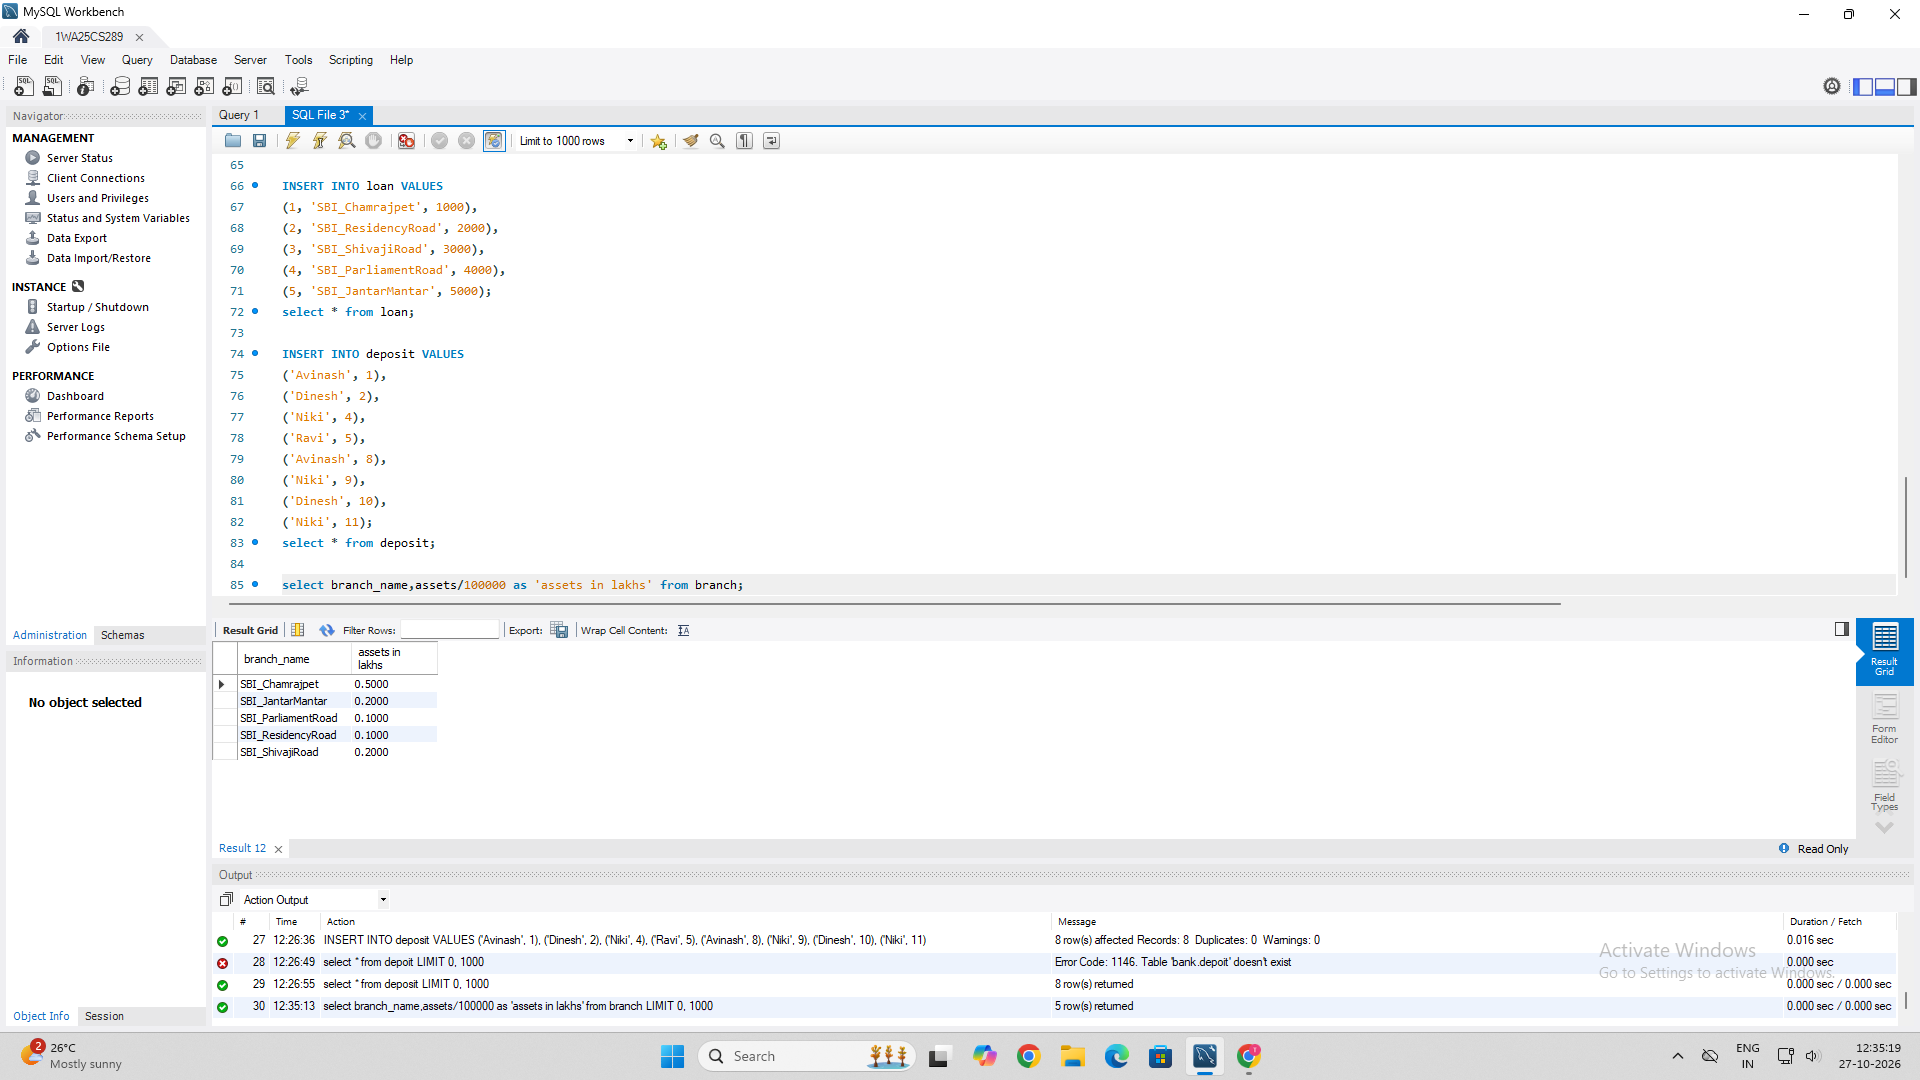 MySQL Workbench
1WA25CS289
File Edit View Query Database Server Tools Scripting Help
Navigator
MANAGEMENT
Server Status
Client Connections
Users and Privileges
Status and System Variables
Data Export
Data Import/Restore
INSTANCE
Startup / Shutdown
Server Logs
Options File
PERFORMANCE
Dashboard
Performance Reports
Performance Schema Setup
Administration Schemas
Information
No object selected
Object Info Session
Query 1 SQL File 3*
Limit to 1000 rows
65
66 INSERT INTO loan VALUES
67 (1, 'SBI_Chamrajpet', 1000),
68 (2, 'SBI_ResidencyRoad', 2000),
69 (3, 'SBI_ShivajiRoad', 3000),
70 (4, 'SBI_ParliamentRoad', 4000),
71 (5, 'SBI_JantarMantar', 5000);
72 select * from loan;
73
74 INSERT INTO deposit VALUES
75 ('Avinash', 1),
76 ('Dinesh', 2),
77 ('Niki', 4),
78 ('Ravi', 5),
79 ('Avinash', 8),
80 ('Niki', 9),
81 ('Dinesh', 10),
82 ('Niki', 11);
83 select * from deposit;
84
85 select branch_name,assets/100000 as 'assets in lakhs' from branch;
Result Grid Filter Rows: Export: Wrap Cell Content:
branch_name assets in lakhs
SBI_Chamrajpet 0.5000
SBI_JantarMantar 0.2000
SBI_ParliamentRoad 0.1000
SBI_ResidencyRoad 0.1000
SBI_ShivajiRoad 0.2000
Result Grid
Form Editor
Field Types
Result 12
Read Only
Output
Action Output
# Time Action Message Duration / Fetch
27 12:26:36 INSERT INTO deposit VALUES ('Avinash', 1), ('Dinesh', 2), ('Niki', 4), ('Ravi', 5), ('Avinash', 8), ('Niki', 9), ('Dinesh', 10), ('Niki', 11) 8 row(s) affected Records: 8 Duplicates: 0 Warnings: 0 0.016 sec
28 12:26:49 select * from depoit LIMIT 0, 1000 Error Code: 1146. Table 'bank.depoit' doesn't exist 0.000 sec
29 12:26:55 select * from deposit LIMIT 0, 1000 8 row(s) returned 0.000 sec / 0.000 sec
30 12:35:13 select branch_name,assets/100000 as 'assets in lakhs' from branch LIMIT 0, 1000 5 row(s) returned 0.000 sec / 0.000 sec
Activate Windows
Go to Settings to activate Windows.
2
26°C
Mostly sunny
Search
ENG
IN
12:35:19
27-10-2026